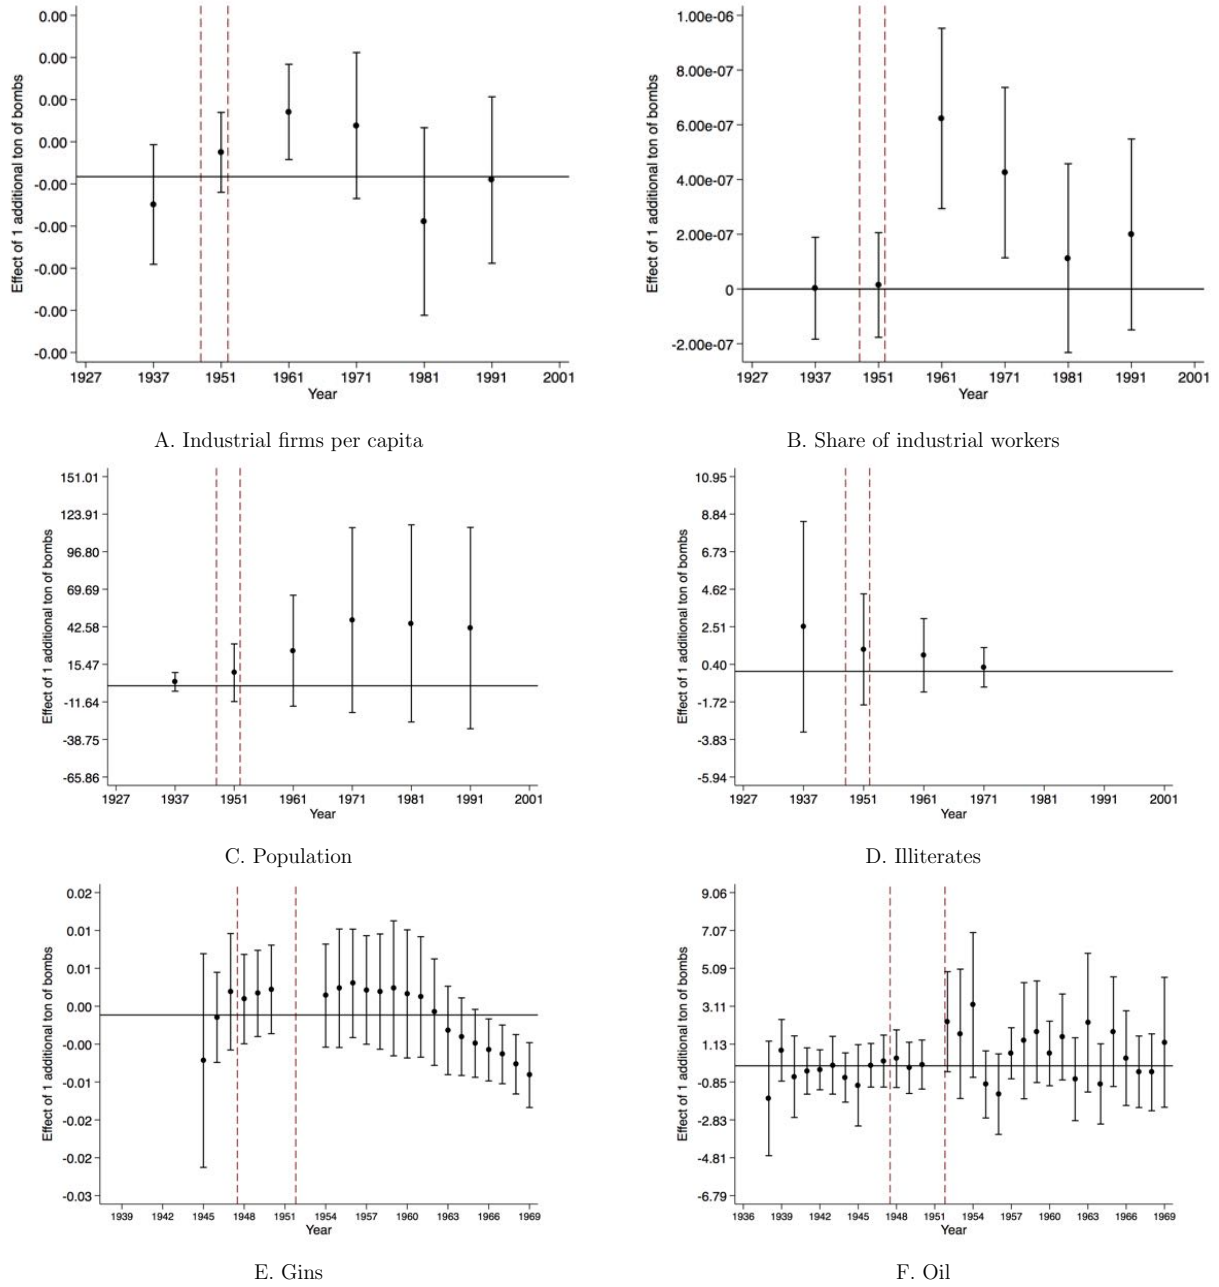 Effect of 1 additional ton of bombs
0.00
0.00
0.00
0.00
-0.00
-0.00
-0.00
-0.00
-0.00
1927 1937 1951 1961 1971 1981 1991 2001
Year
A. Industrial firms per capita
Effect of 1 additional ton of bombs
1.00e-06
8.00e-07
6.00e-07
4.00e-07
2.00e-07
0
-2.00e-07
1927 1937 1951 1961 1971 1981 1991 2001
Year
B. Share of industrial workers
Effect of 1 additional ton of bombs
151.01
123.91
96.80
69.69
42.58
15.47
-11.64
-38.75
-65.86
1927 1937 1951 1961 1971 1981 1991 2001
Year
C. Population
Effect of 1 additional ton of bombs
10.95
8.84
6.73
4.62
2.51
0.40
-1.72
-3.83
-5.94
1927 1937 1951 1961 1971 1981 1991 2001
Year
D. Illiterates
Effect of 1 additional ton of bombs
0.02
0.01
0.01
0.00
-0.00
-0.01
-0.02
-0.02
-0.03
1939 1942 1945 1948 1951 1954 1957 1960 1963 1966 1969
Year
E. Gins
Effect of 1 additional ton of bombs
9.06
7.07
5.09
3.11
1.13
-0.85
-2.83
-4.81
-6.79
1936 1939 1942 1945 1948 1951 1954 1957 1960 1963 1966 1969
Year
F. Oil